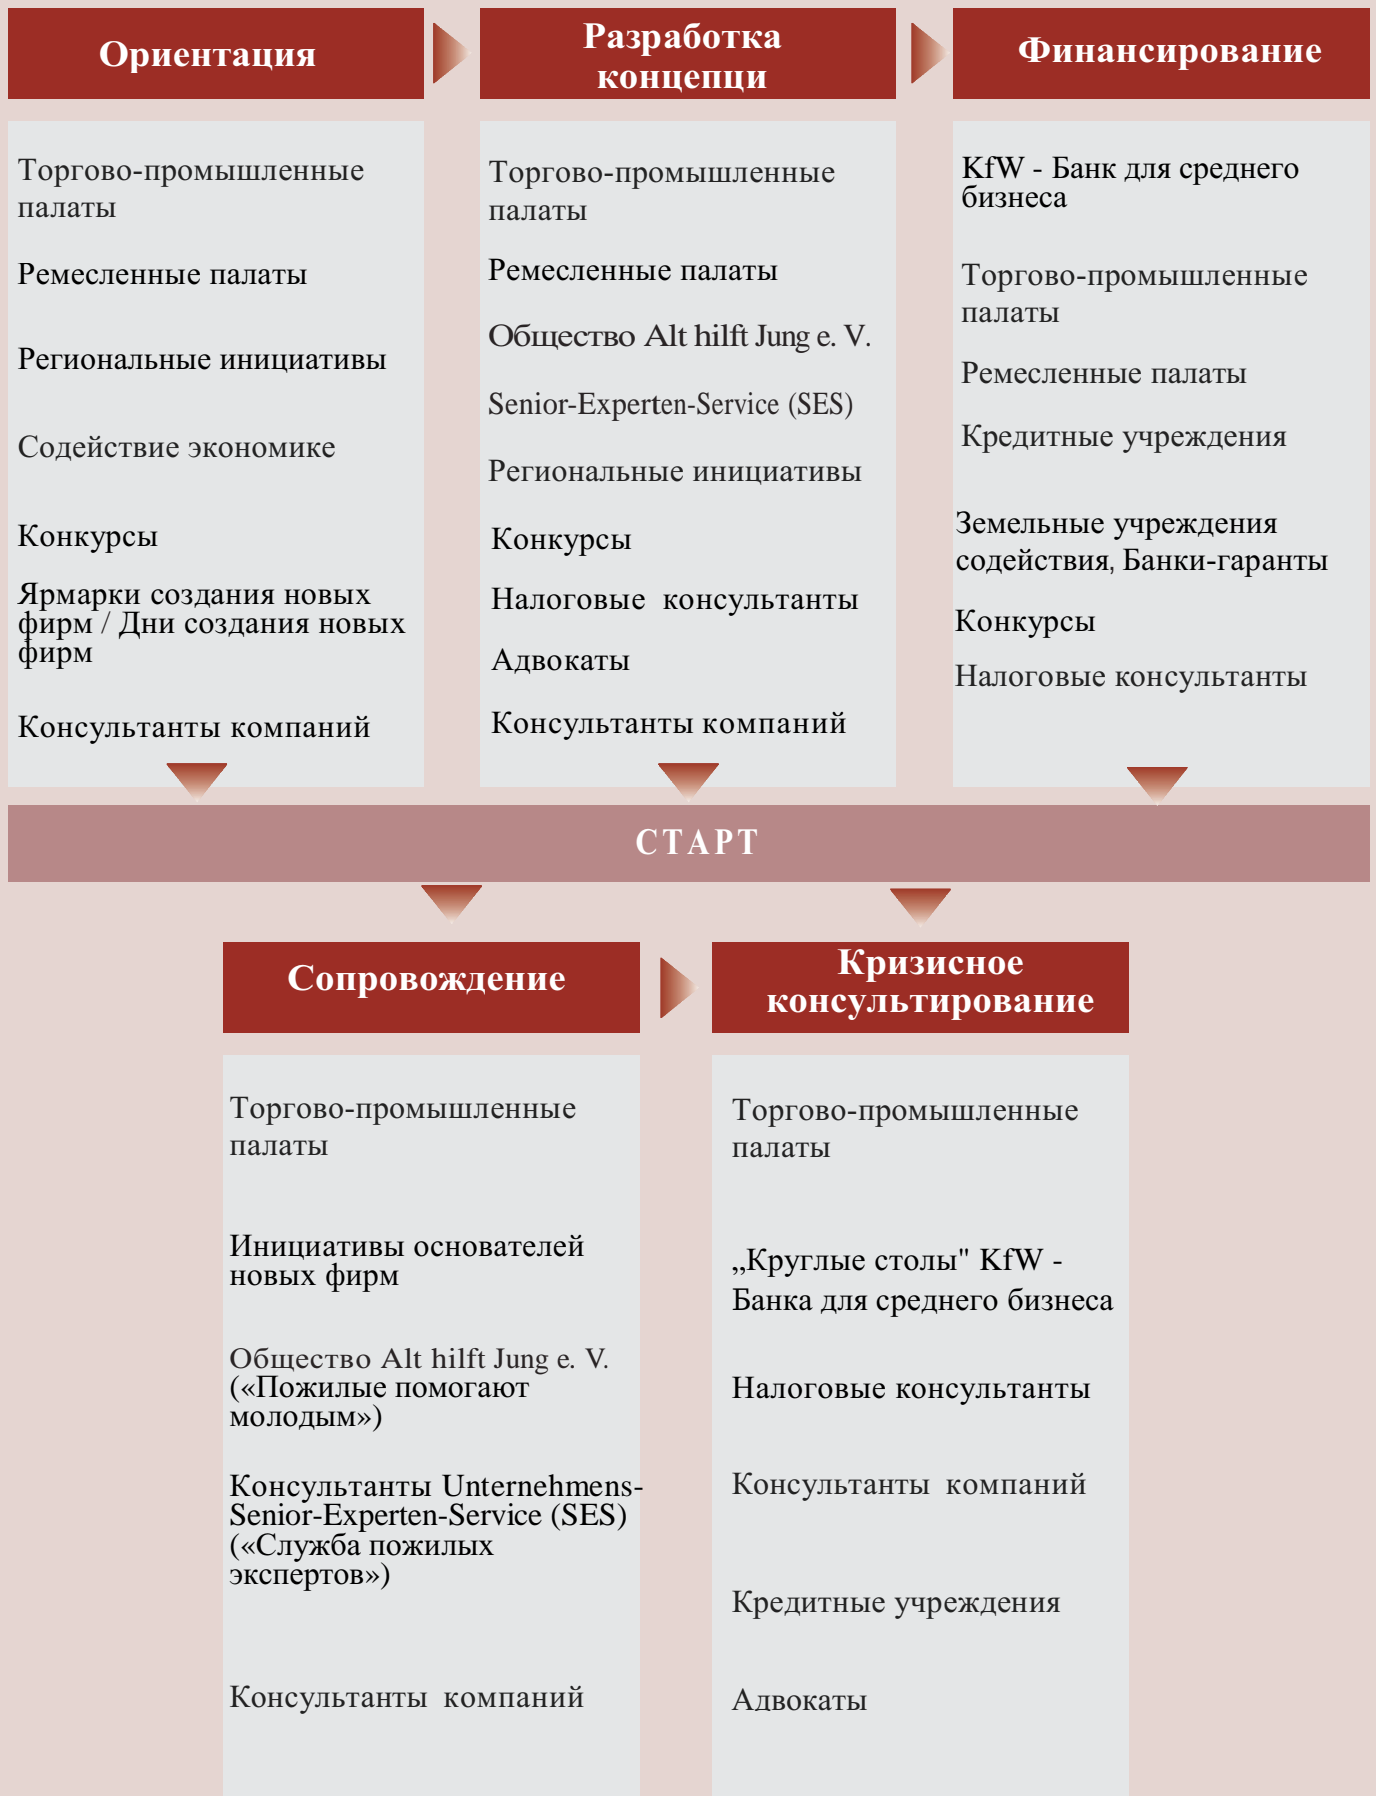 Ориентация
Торгово-промышленные
палаты
Ремесленные палаты
Региональные инициативы
Содействие экономике
Конкурсы
Ярмарки создания новых
фирм / Дни создания новых
фирм
Консультанты компаний
Разработка
концепци
Торгово-промышленные
палаты
Ремесленные палаты
Общество Alt hilft Jung e. V.
Senior-Experten-Service (SES)
Региональные инициативы
Конкурсы
Налоговые консультанты
Адвокаты
Консультанты компаний
Финансирование
KfW - Банк для среднего
бизнеса
Торгово-промышленные
палаты
Ремесленные палаты
Кредитные учреждения
Земельные учреждения
содействия, Банки-гаранты
Конкурсы
Налоговые консультанты
СТАРТ
Сопровождение
Торгово-промышленные
палаты
Инициативы основателей
новых фирм
Общество Alt hilft Jung e. V.
(«Пожилые помогают
молодым»)
Консультанты Unternehmens-
Senior-Experten-Service (SES)
(«Служба пожилых
экспертов»)
Консультанты компаний
Кризисное
консультирование
Торгово-промышленные
палаты
„Круглые столы" KfW -
Банка для среднего бизнеса
Налоговые консультанты
Консультанты компаний
Кредитные учреждения
Адвокаты